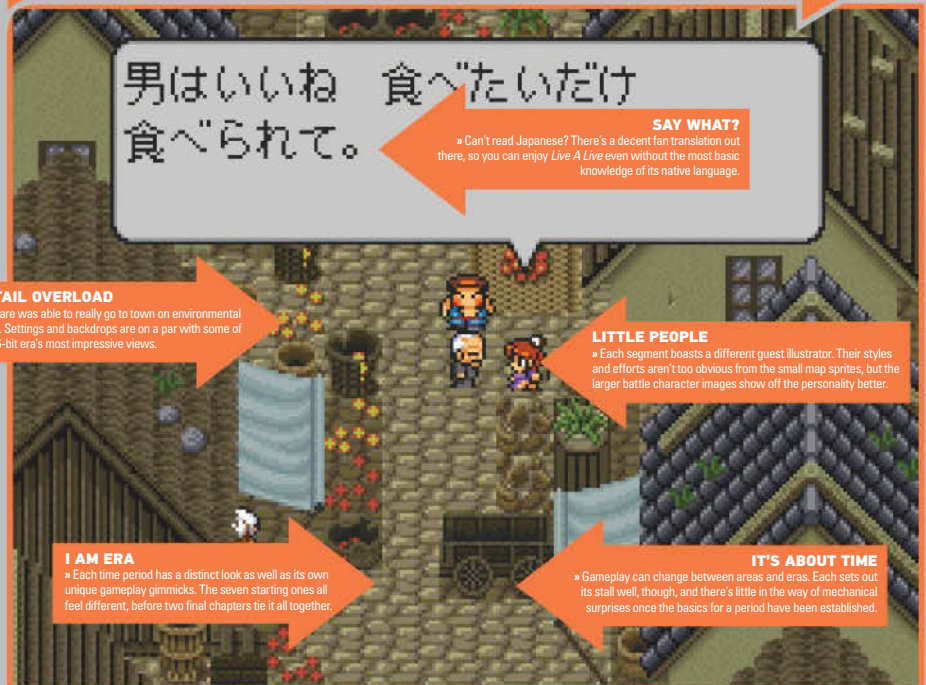 男はいいね　食べたいだけ
食べられて。
SAY WHAT?
» Can't read Japanese? There's a decent fan translation out
there, so you can enjoy Live A Live even without the most basic
knowledge of its native language.
TAIL OVERLOAD
are was able to really go to town on environmental
. Settings and backdrops are on a par with some of
-bit era's most impressive views.
LITTLE PEOPLE
» Each segment boasts a different guest illustrator. Their styles
and efforts aren't too obvious from the small map sprites, but the
larger battle character images show off the personality better.
I AM ERA
» Each time period has a distinct look as well as its own
unique gameplay gimmicks. The seven starting ones all
feel different, before two final chapters tie it all together.
IT'S ABOUT TIME
» Gameplay can change between areas and eras. Each sets out
its stall well, though, and there's little in the way of mechanical
surprises once the basics for a period have been established.